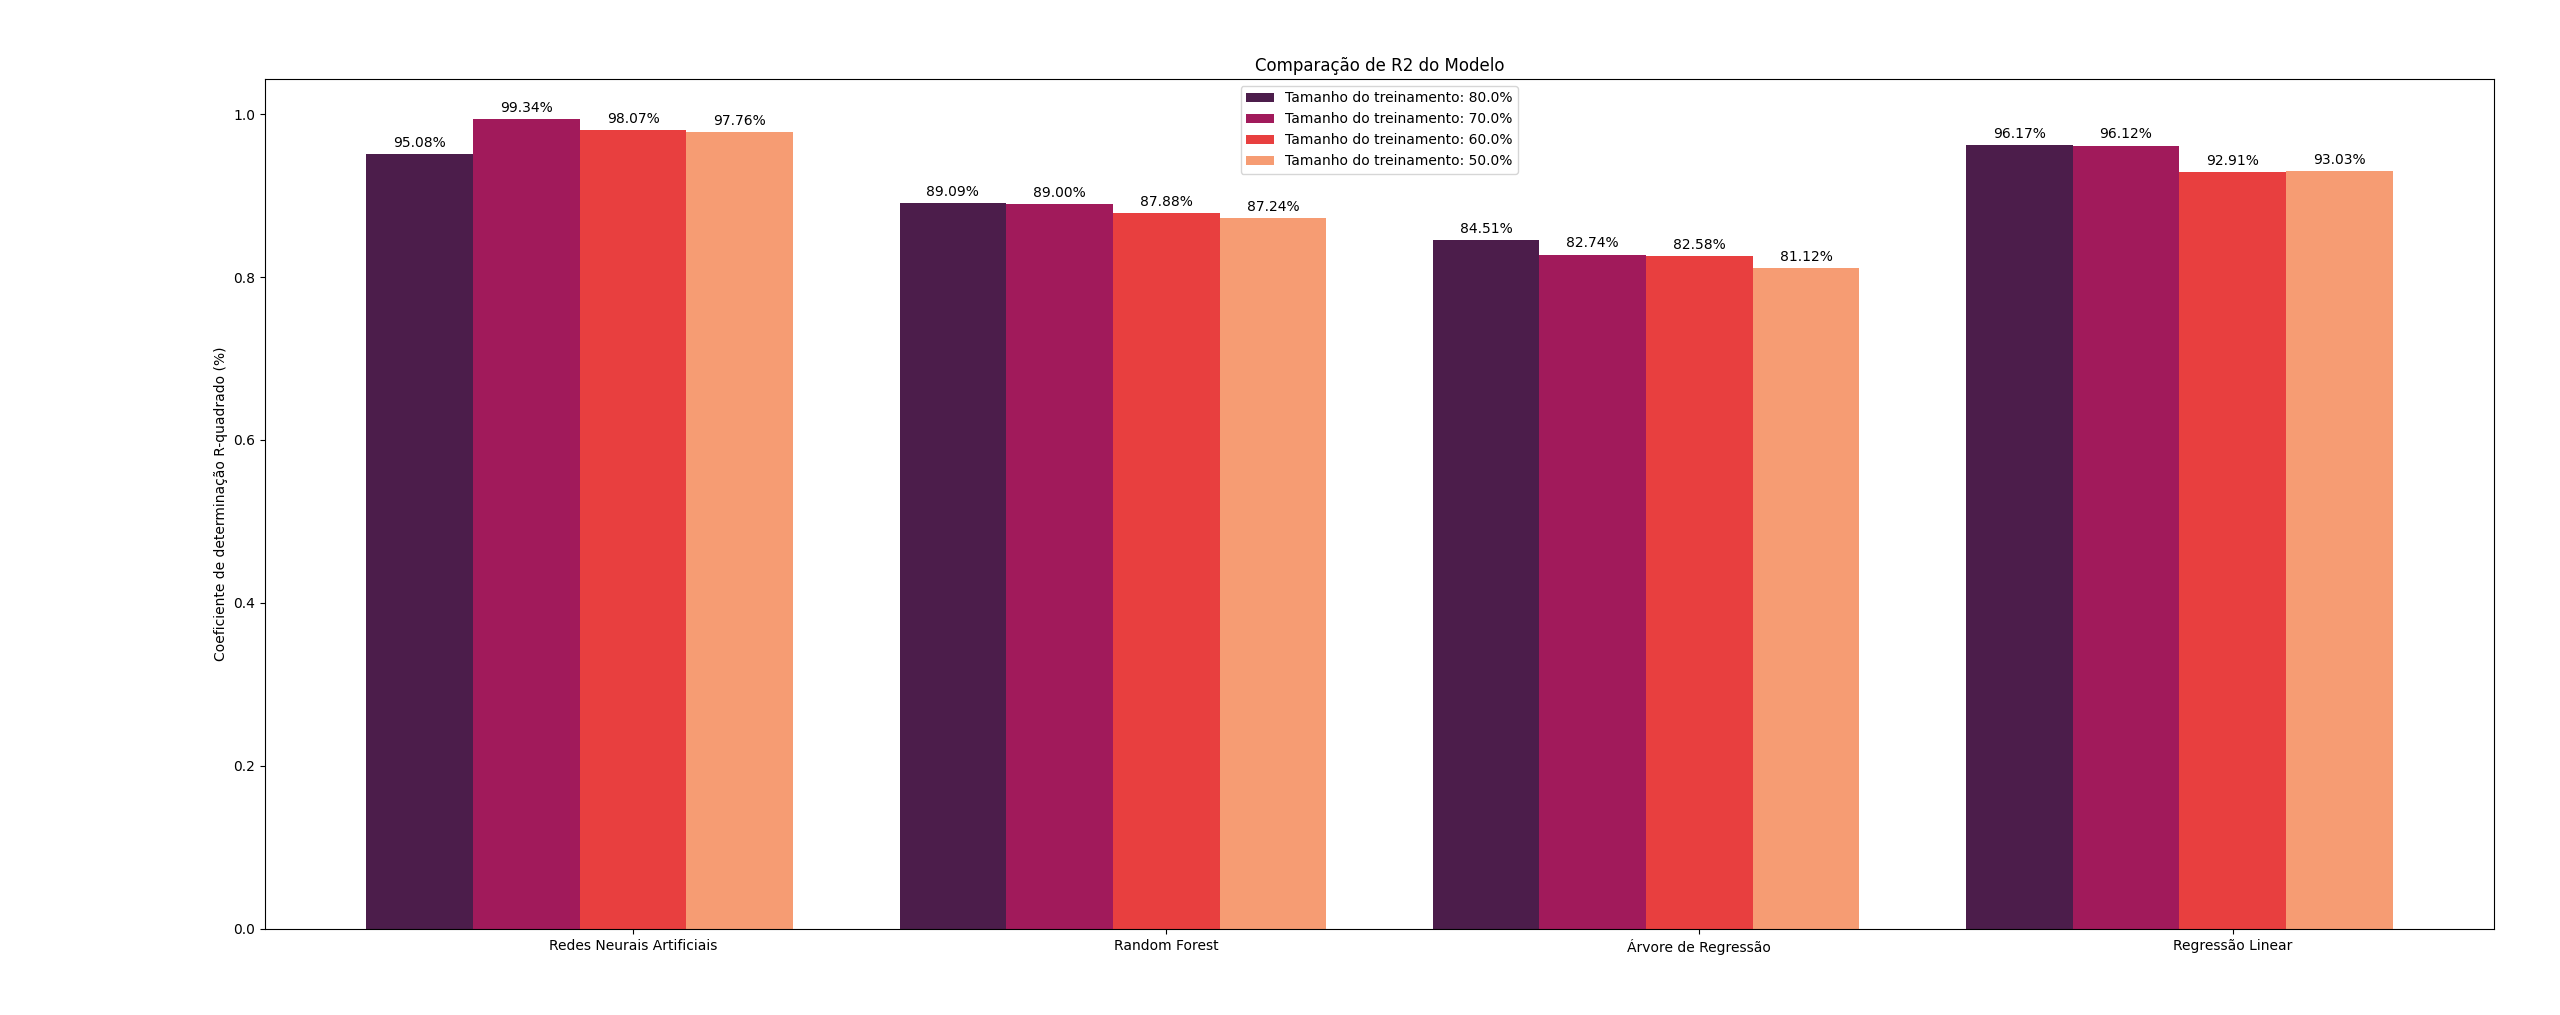 Comparação de R2 do Modelo
Tamanho do treinamento: 80.0%
Tamanho do treinamento: 70.0%
Tamanho do treinamento: 60.0%
Tamanho do treinamento: 50.0%
Coeficiente de determinação R-quadrado (%)
1.0
0.8
0.6
0.4
0.2
0.0
95.08%
99.34%
98.07%
97.76%
89.09%
89.00%
87.88%
87.24%
84.51%
82.74%
82.58%
81.12%
96.17%
96.12%
92.91%
93.03%
Redes Neurais Artificiais
Random Forest
Árvore de Regressão
Regressão Linear